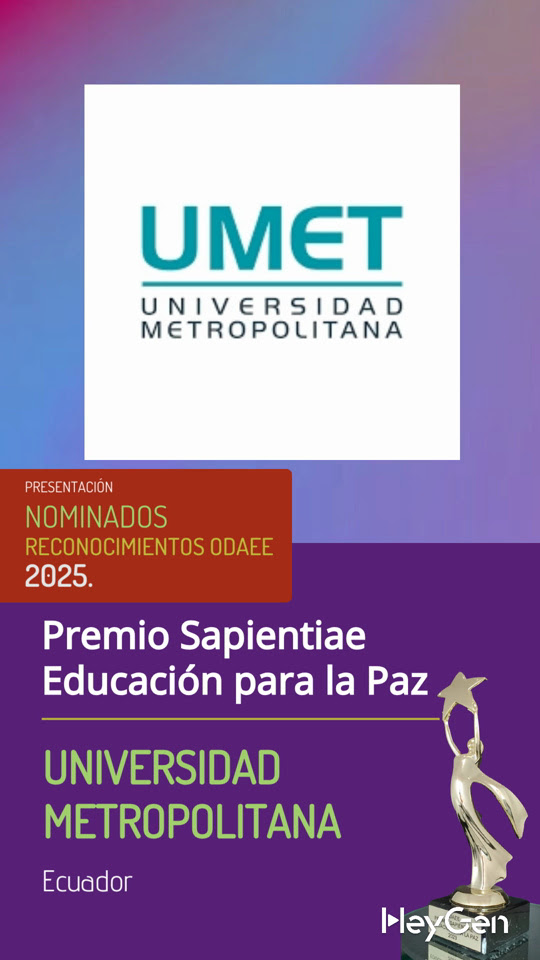 UMET
UNIVERSIDAD
METROPOLITANA
PRESENTACIÓN
NOMINADOS
RECONOCIMIENTOS ODAEE
2025.
Premio Sapientiae
Educación para la Paz
UNIVERSIDAD
METROPOLITANA
Ecuador
HeyGen